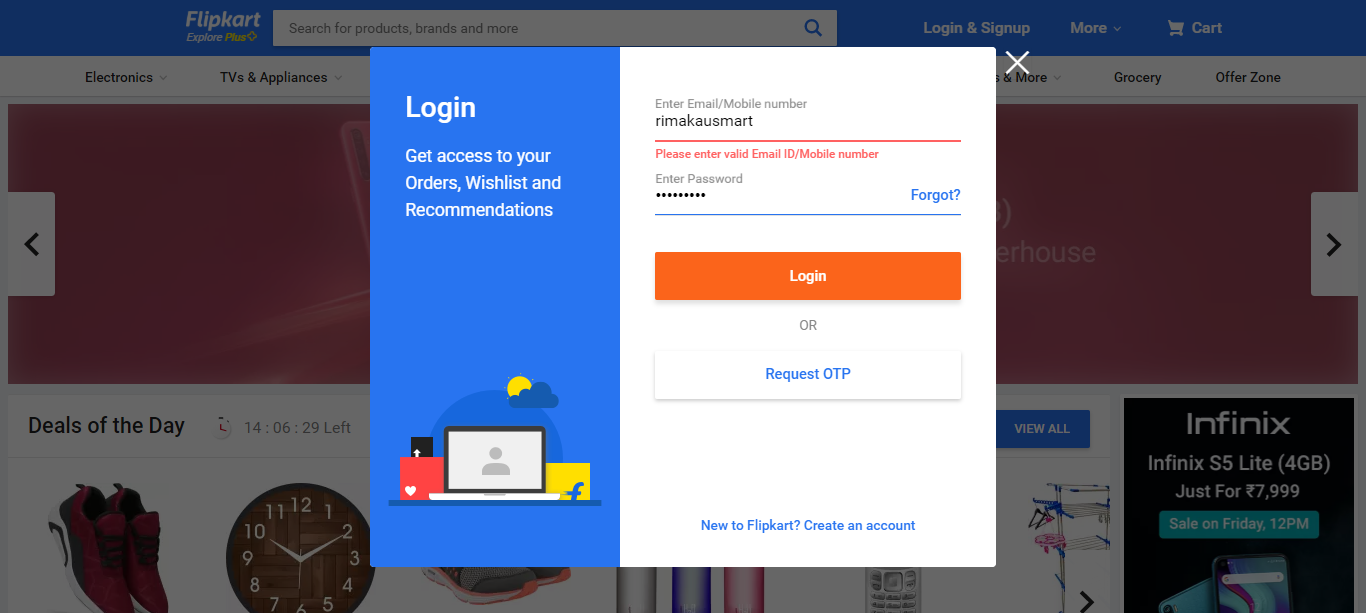 Flipkart
Explore Plus
Search for products, brands and more
Login & Signup
More
Cart
Electronics
TVs & Appliances
s & More
Grocery
Offer Zone
Login
Get access to your
Orders, Wishlist and
Recommendations
Enter Email/Mobile number
rimakausmart
Please enter valid Email ID/Mobile number
Enter Password
•••••••••
Forgot?
Login
OR
Request OTP
New to Flipkart? Create an account
erhouse
Deals of the Day
14 : 06 : 29 Left
VIEW ALL
12
11
1
10
2
9
3
8
4
7
5
6
Infinix
Infinix S5 Lite (4GB)
Just For ₹7,999
Sale on Friday, 12PM